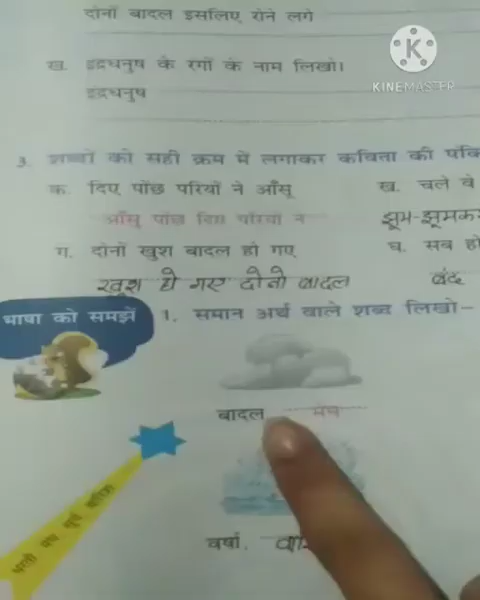 दोनों बादल इसलिए रोने लगे
KINEMASTER
ख. इंद्रधनुष के रंगों के नाम लिखो।
इंद्रधनुष
3. शब्दों को सही क्रम में लगाकर कविता की पंक्ति
क. दिए पोंछ परियों ने आँसू ख. चले वे
आँसू पोंछ दिए परियों ने झूम-झूमकर
ग. दोनों खुश बादल हो गए घ. सब हो
खुश हो गए दोनों बादल बंद
भाषा को समझें 1. समान अर्थ वाले शब्द लिखो–
बादल मेघ
धरती मेघ सूर्य बारिश
वर्षा.